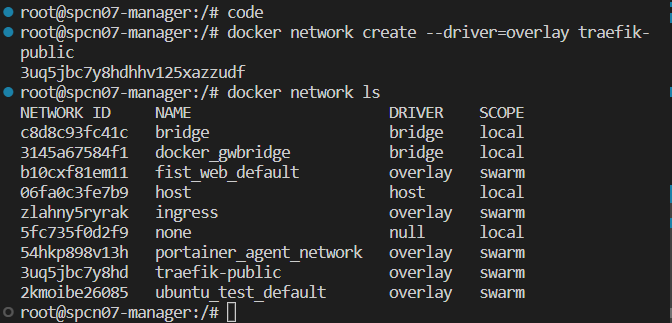 root@spcn07-manager:/# code
root@spcn07-manager:/# docker network create --driver=overlay traefik-
public
3uq5jbc7y8hdhhv125xazzudf
root@spcn07-manager:/# docker network ls
NETWORK ID     NAME                     DRIVER    SCOPE
c8d8c93fc41c   bridge                   bridge    local
3145a67584f1   docker_gwbridge          bridge    local
b10cxf81em11   fist_web_default         overlay   swarm
06fa0c3fe7b9   host                     host      local
zlahny5ryrak   ingress                  overlay   swarm
5fc735f0d2f9   none                     null      local
54hkp898v13h   portainer_agent_network  overlay   swarm
3uq5jbc7y8hd   traefik-public           overlay   swarm
2kmoibe26085   ubuntu_test_default      overlay   swarm
root@spcn07-manager:/#